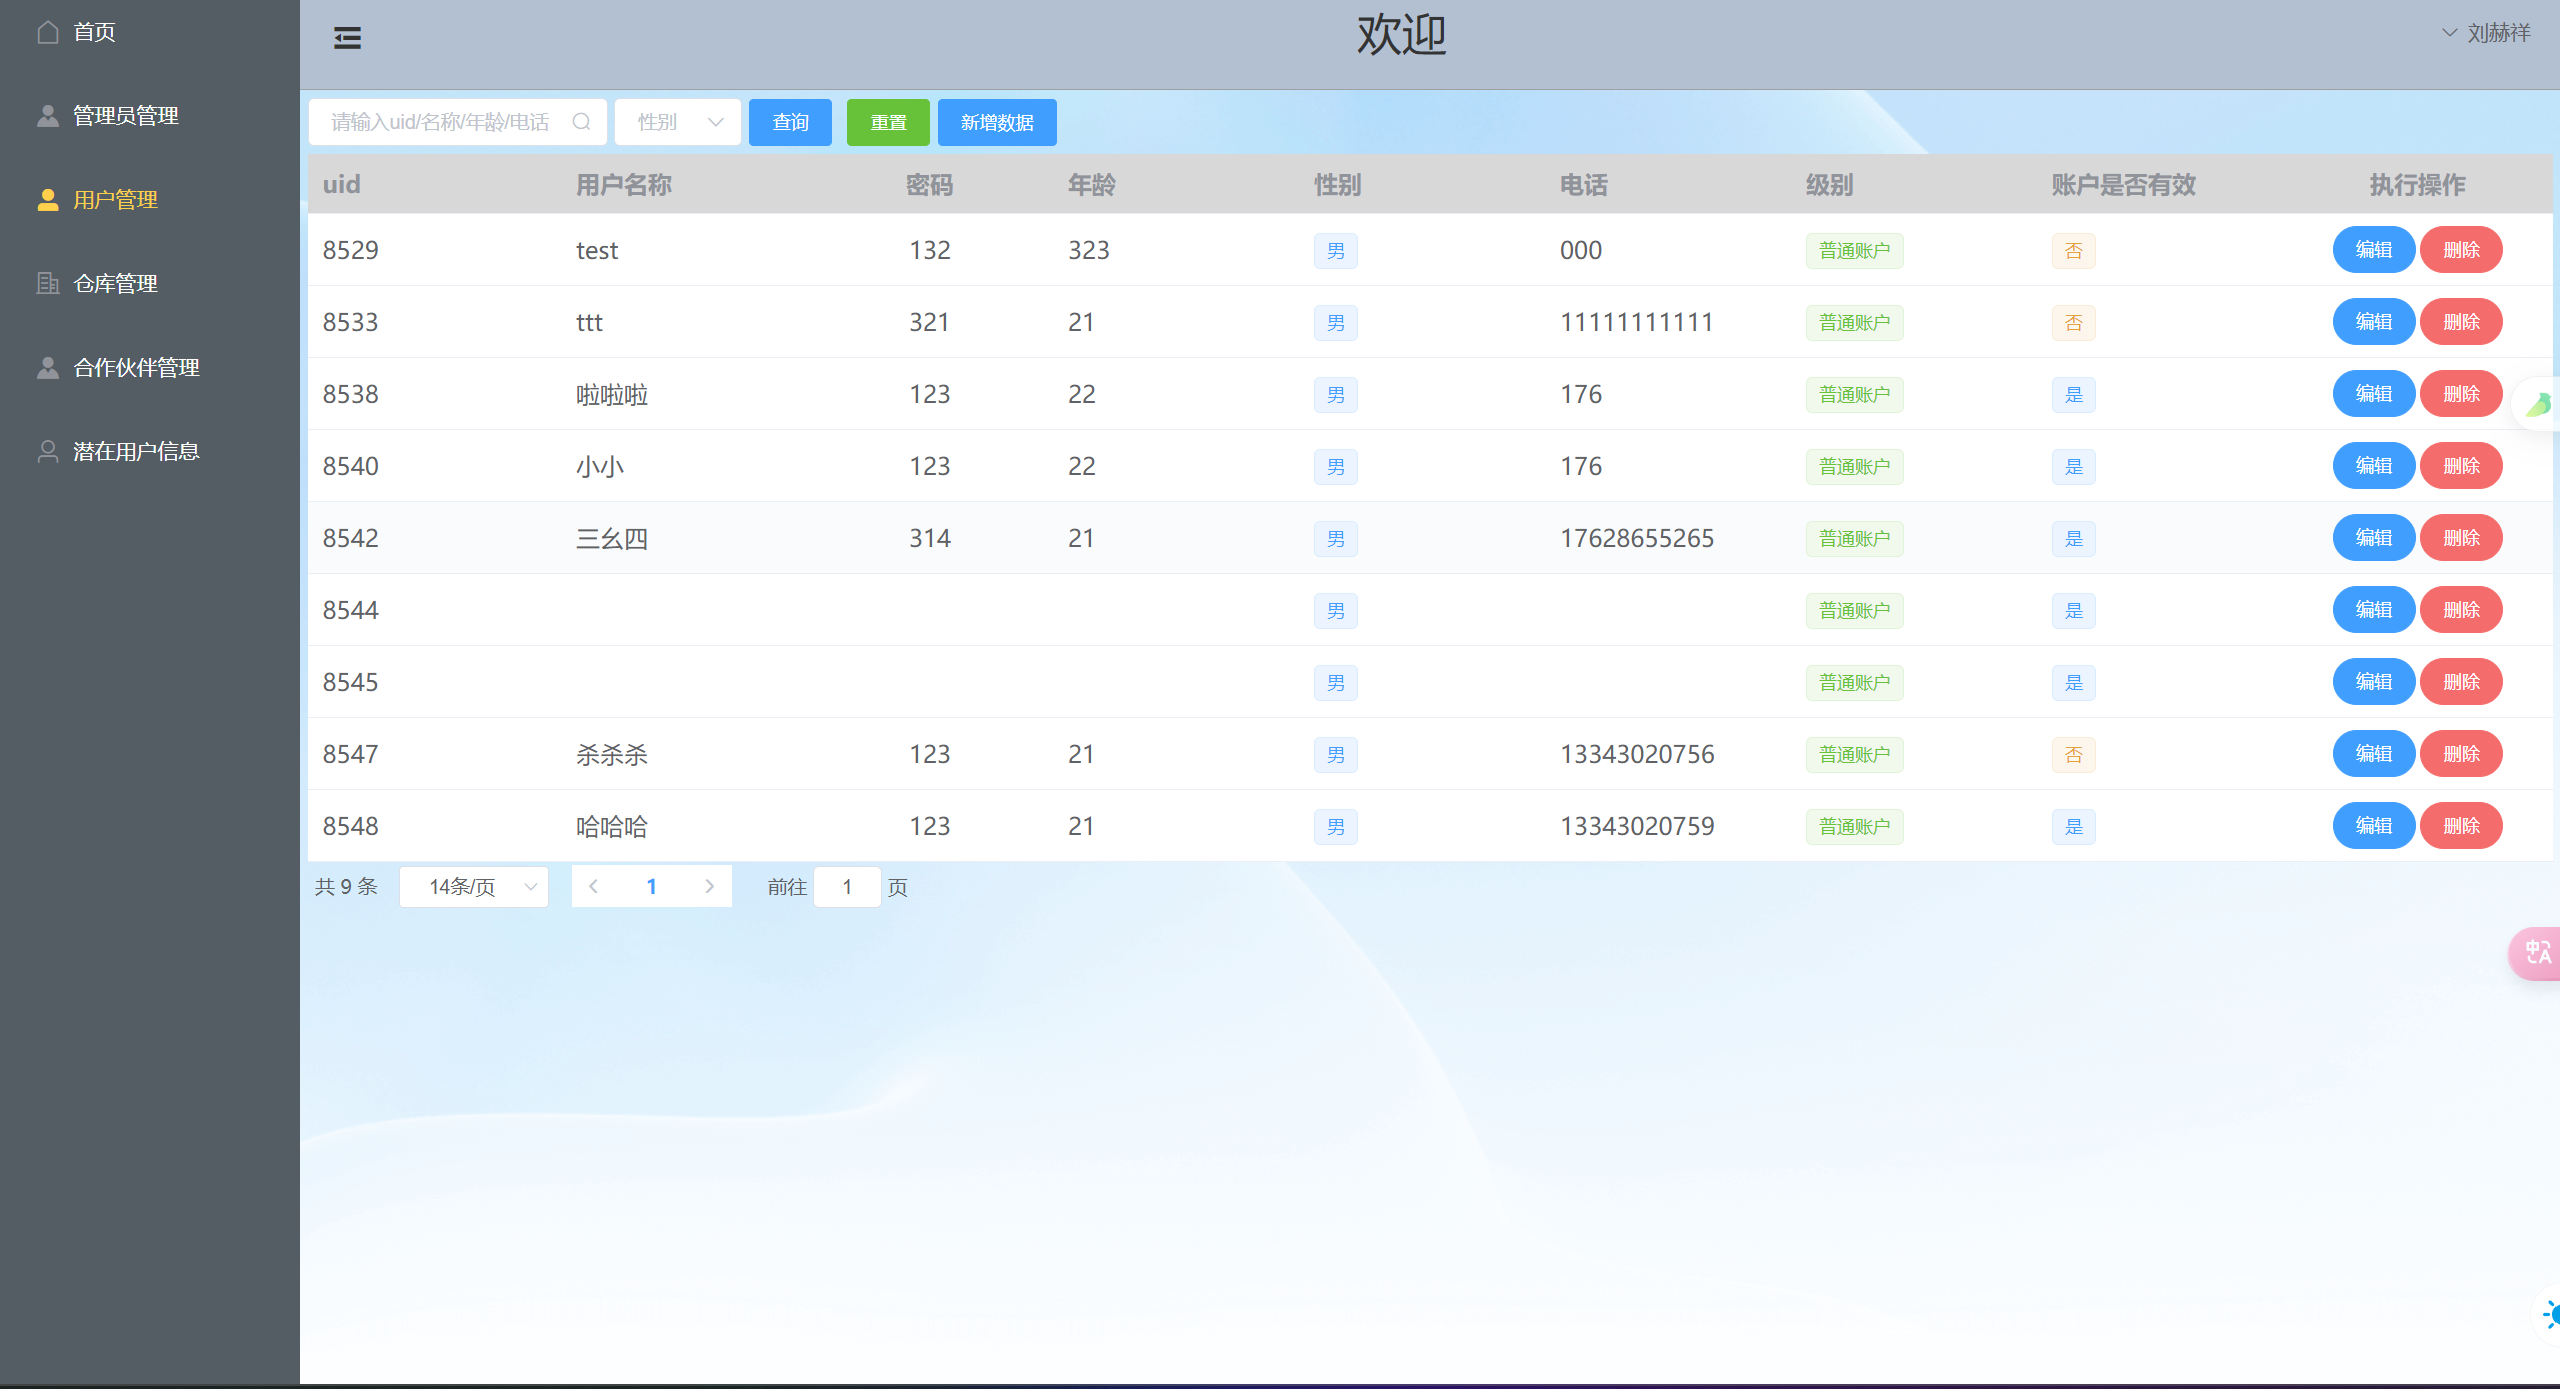 首页
管理员管理
用户管理
仓库管理
合作伙伴管理
潜在用户信息
欢迎
刘赫祥
请输入uid/名称/年龄/电话 性别 查询 重置 新增数据
uid 用户名称 密码 年龄 性别 电话 级别 账户是否有效 执行操作
8529 test 132 323 男 000 普通账户 否 编辑 删除
8533 ttt 321 21 男 11111111111 普通账户 否 编辑 删除
8538 啦啦啦 123 22 男 176 普通账户 是 编辑 删除
8540 小小 123 22 男 176 普通账户 是 编辑 删除
8542 三幺四 314 21 男 17628655265 普通账户 是 编辑 删除
8544 男 普通账户 是 编辑 删除
8545 男 普通账户 是 编辑 删除
8547 杀杀杀 123 21 男 13343020756 普通账户 否 编辑 删除
8548 哈哈哈 123 21 男 13343020759 普通账户 是 编辑 删除
共 9 条 14条/页 1 前往 1 页
中A